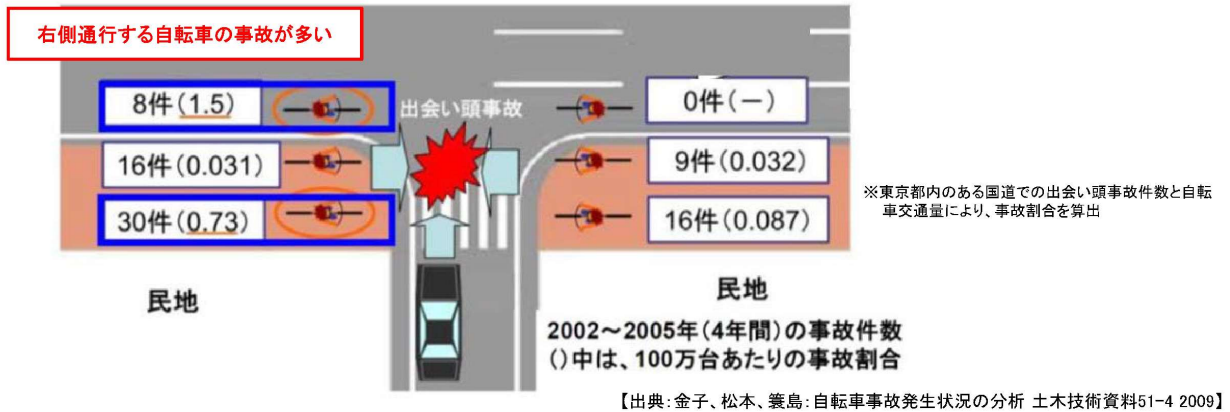 右側通行する自転車の事故が多い
8件(1.5)
出会い頭事故
0件(－)
16件(0.031)
9件(0.032)
30件(0.73)
16件(0.087)
※東京都内のある国道での出会い頭事故件数と自転
車交通量により、事故割合を算出
民地
民地
2002～2005年(4年間)の事故件数
()中は、100万台あたりの事故割合
【出典:金子、松本、簑島:自転車事故発生状況の分析 土木技術資料51-4 2009】